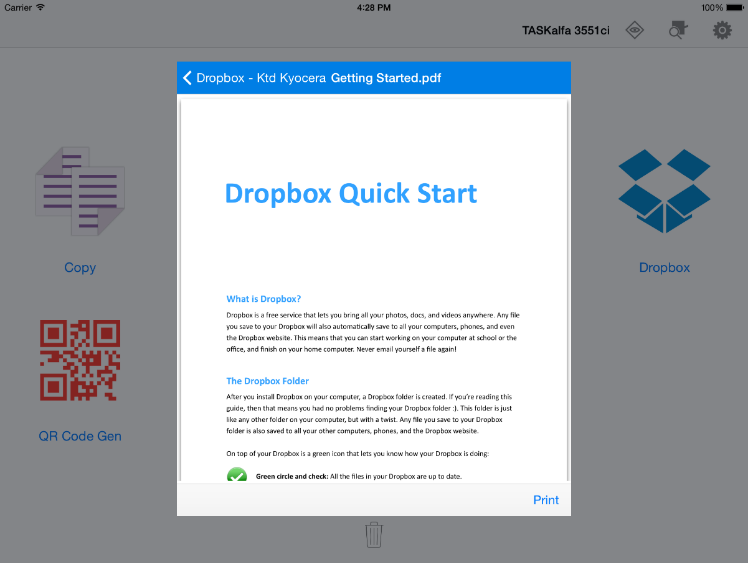 Carrier 4:28 PM 100%
TASKalfa 3551ci
Dropbox - Ktd Kyocera Getting Started.pdf
Dropbox Quick Start
What is Dropbox?
Dropbox is a free service that lets you bring all your photos, docs, and videos anywhere. Any file
you save to your Dropbox will also automatically save to all your computers, phones, and even
the Dropbox website. This means that you can start working on your computer at school or the
office, and finish on your home computer. Never email yourself a file again!
The Dropbox Folder
After you install Dropbox on your computer, a Dropbox folder is created. If you're reading this
guide, then that means you had no problems finding your Dropbox folder :). This folder is just
like any other folder on your computer, but with a twist. Any file you save to your Dropbox
folder is also saved to all your other computers, phones, and the Dropbox website.
On top of your Dropbox is a green icon that lets you know how your Dropbox is doing:
Green circle and check: All the files in your Dropbox are up to date.
Print
Copy
Dropbox
QR Code Gen